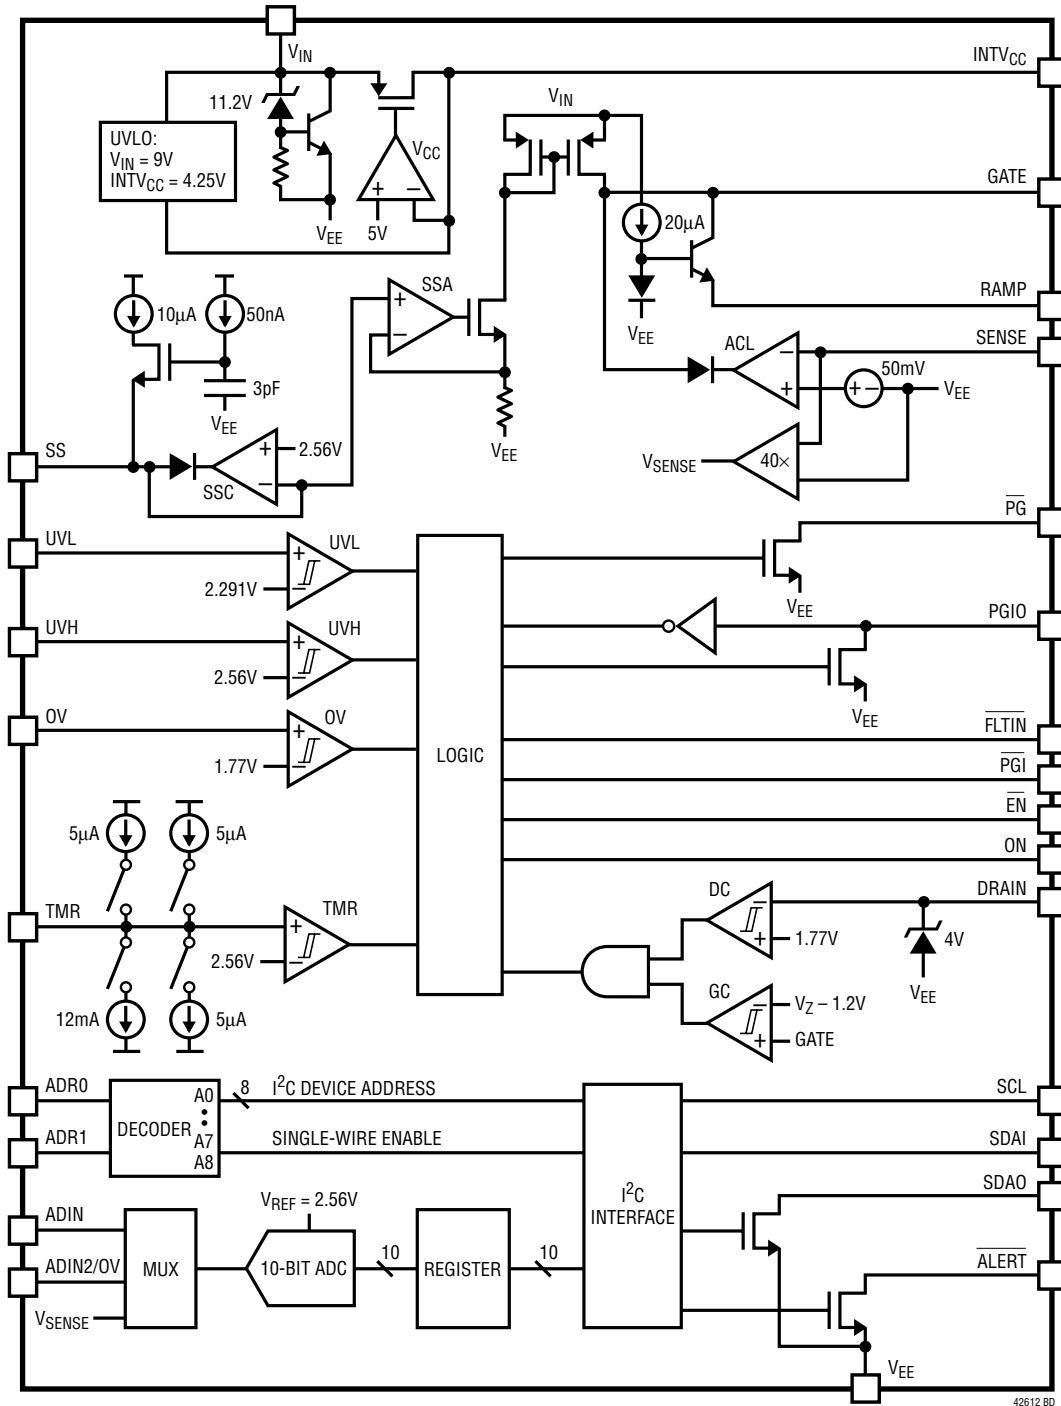 V_IN
INTV_CC
11.2V
V_IN
UVLO:
V_IN = 9V
INTV_CC = 4.25V
V_CC
+
−
GATE
V_EE
5V
20µA
SSA
RAMP
10µA
50nA
+
−
V_EE
ACL
SENSE
−
50mV
+
+ −
V_EE
3pF
V_EE
V_EE
SS
+
2.56V
V_SENSE
40×
−
SSC
PG
UVL
UVL
+
2.291V
−
V_EE
PGIO
UVH
UVH
+
2.56V
−
V_EE
OV
OV
+
FLTIN
LOGIC
1.77V
−
PGI
EN
5µA
5µA
ON
DC
DRAIN
−
TMR
TMR
+
+
1.77V
4V
2.56V
−
V_EE
GC
−
V_Z – 1.2V
12mA
5µA
+
GATE
ADR0
A0
8
I²C DEVICE ADDRESS
SCL
DECODER
ADR1
A7
SINGLE-WIRE ENABLE
SDAI
A8
V_REF = 2.56V
SDAO
I²C
INTERFACE
ADIN
10
10
ALERT
ADIN2/OV
MUX
10-BIT ADC
REGISTER
V_SENSE
V_EE
42612 BD